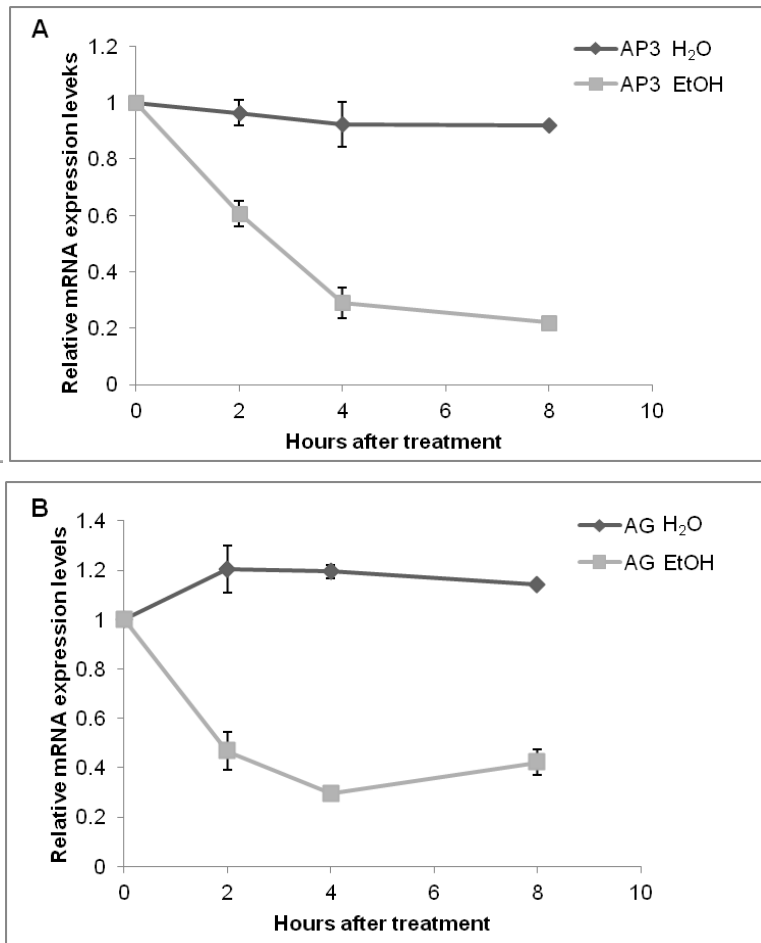 A
AP3 H₂O
AP3 EtOH
Relative mRNA expression leveks
1.2
1
0.8
0.6
0.4
0.2
0
0 2 4 6 8 10
Hours after treatment
B
AG H₂O
AG EtOH
Relative mRNA expression levels
1.4
1.2
1
0.8
0.6
0.4
0.2
0
0 2 4 6 8 10
Hours after treatment